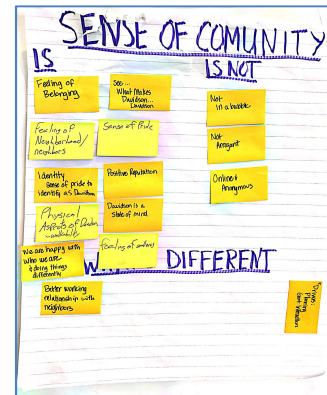 SENSE OF COMUNITY
IS
IS NOT
Feeling of
Belonging
See...
What Makes
Davidson...
Davidson
Feeling of
Neighborhood/
neighbors
Sense of Pride
Identity
Sense of pride to
identify as Davidson
Positive Reputation
Physical
Aspects of
Davidson is a
State of mind
We are happy with
who we are
& doing things
differently
Feeling of
Not
in a bubble
Not
Arrogant
Online &
Anonymous
W
DIFFERENT
Better working
relationship with
neighbors
Planning